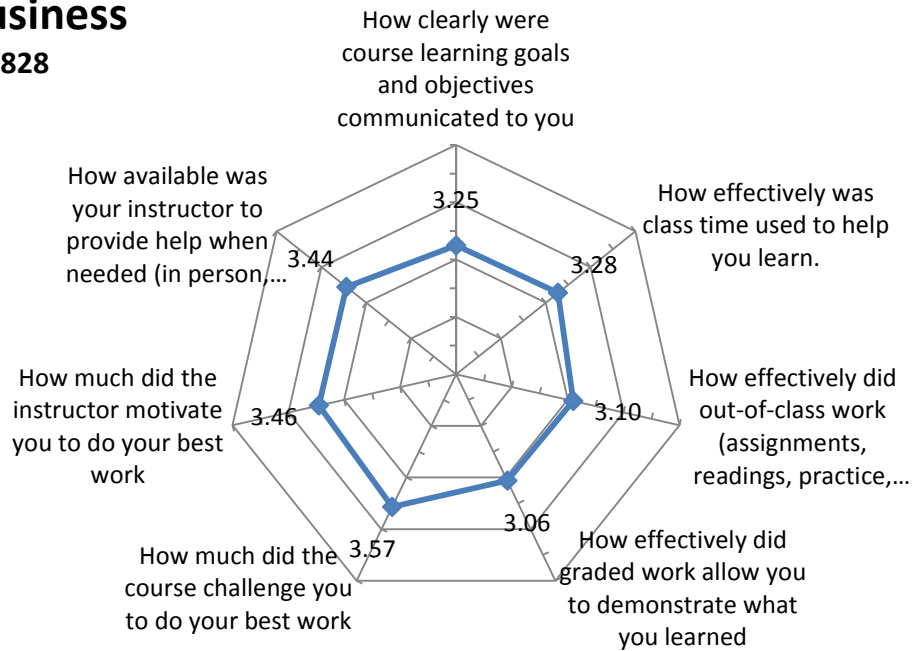 usiness
828
How clearly were
course learning goals
and objectives
communicated to you
3.25
How effectively was
class time used to help
you learn.
3.28
How effectively did
out-of-class work
(assignments,
readings, practice,…
3.10
How effectively did
graded work allow you
to demonstrate what
you learned
3.06
How much did the
course challenge you
to do your best work
3.57
How much did the
instructor motivate
you to do your best
work
3.46
How available was
your instructor to
provide help when
needed (in person,…
3.44